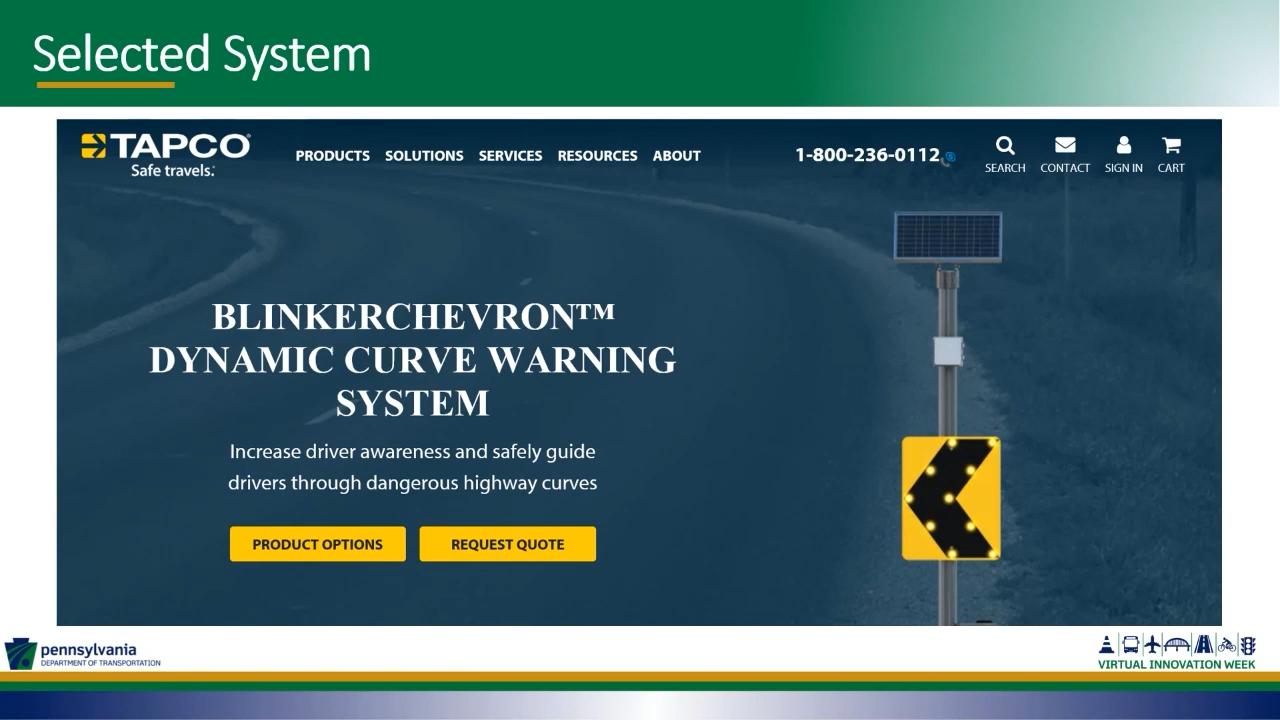 Selected System
TAPCO
Safe travels.
PRODUCTS SOLUTIONS SERVICES RESOURCES ABOUT
1-800-236-0112
SEARCH CONTACT SIGN IN CART
BLINKERCHEVRON™
DYNAMIC CURVE WARNING
SYSTEM
Increase driver awareness and safely guide
drivers through dangerous highway curves
PRODUCT OPTIONS REQUEST QUOTE
pennsylvania
DEPARTMENT OF TRANSPORTATION
VIRTUAL INNOVATION WEEK